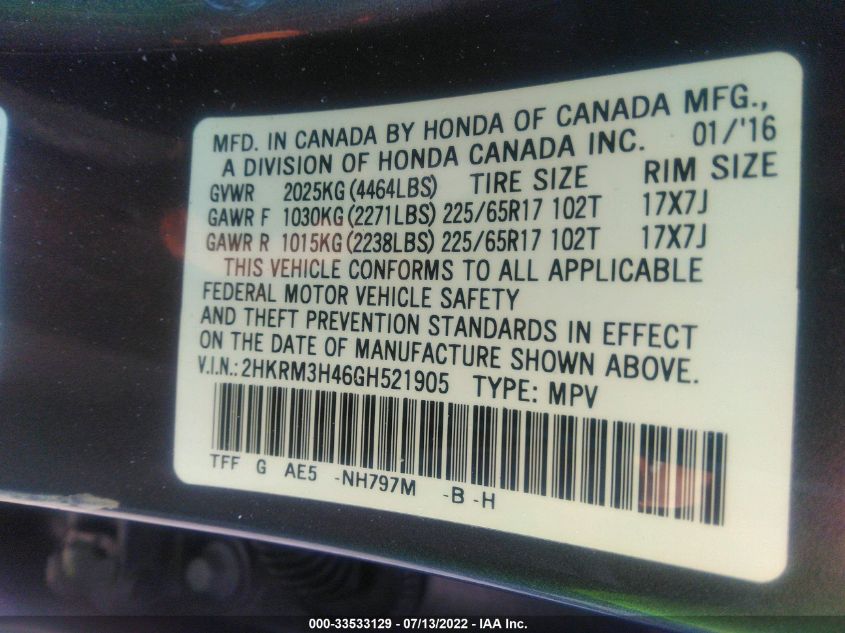 MFD. IN CANADA BY HONDA OF CANADA MFG.,
A DIVISION OF HONDA CANADA INC. 01/'16
GVWR 2025KG (4464LBS) TIRE SIZE RIM SIZE
GAWR F 1030KG (2271LBS) 225/65R17 102T 17X7J
GAWR R 1015KG (2238LBS) 225/65R17 102T 17X7J
THIS VEHICLE CONFORMS TO ALL APPLICABLE
FEDERAL MOTOR VEHICLE SAFETY
AND THEFT PREVENTION STANDARDS IN EFFECT
ON THE DATE OF MANUFACTURE SHOWN ABOVE.
V.I.N.: 2HKRM3H46GH521905 TYPE: MPV
TFF G AE5 -NH797M -B -H
000-33533129 - 07/13/2022 - IAA Inc.